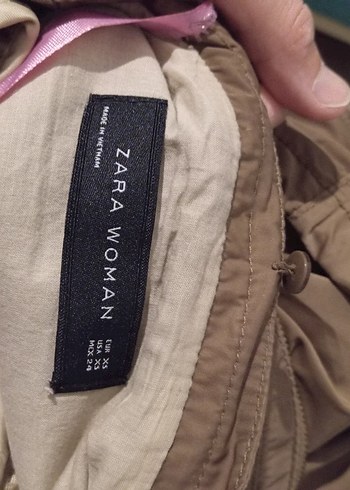 ZARA WOMAN
MADE IN VIETNAM
EUR XS
USA XS
MEX 24